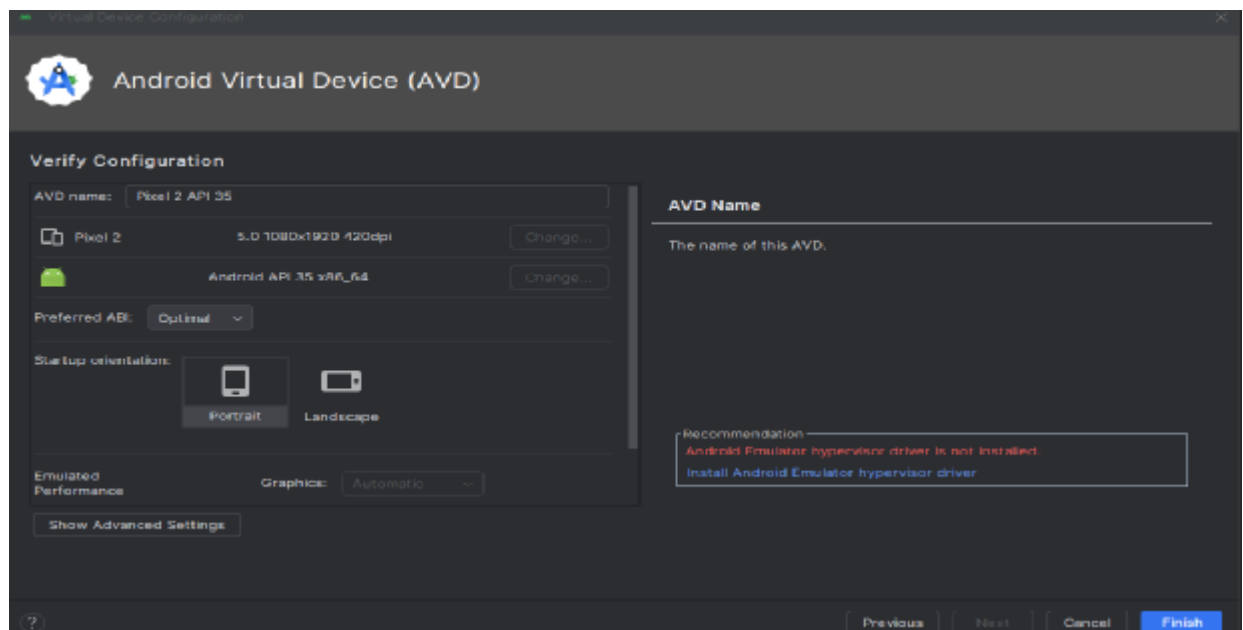 Virtual Device Configuration
Android Virtual Device (AVD)
Verify Configuration
AVD name: Pixel 2 API 35
Pixel 2 5.0 1080x1920 420dpi Change...
Android API 35 x86_64 Change...
Preferred ABI: Optimal
Startup orientation:
Portrait Landscape
Emulated
Performance Graphics: Automatic
Show Advanced Settings
AVD Name
The name of this AVD.
Recommendation
Android Emulator hypervisor driver is not installed.
Install Android Emulator hypervisor driver
?
Previous Next Cancel Finish